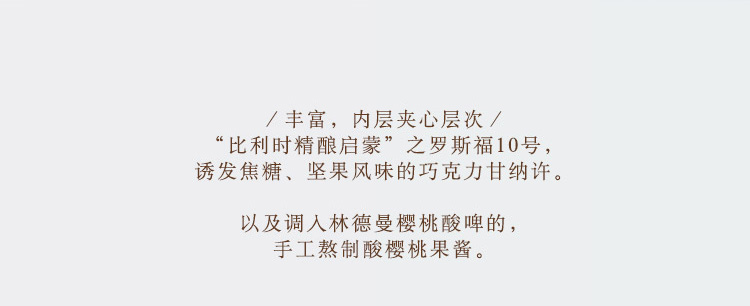 / 丰富，内层夹心层次 /
“比利时精酿启蒙”之罗斯福10号，
诱发焦糖、坚果风味的巧克力甘纳许。
以及调入林德曼樱桃酸啤的，
手工熬制酸樱桃果酱。